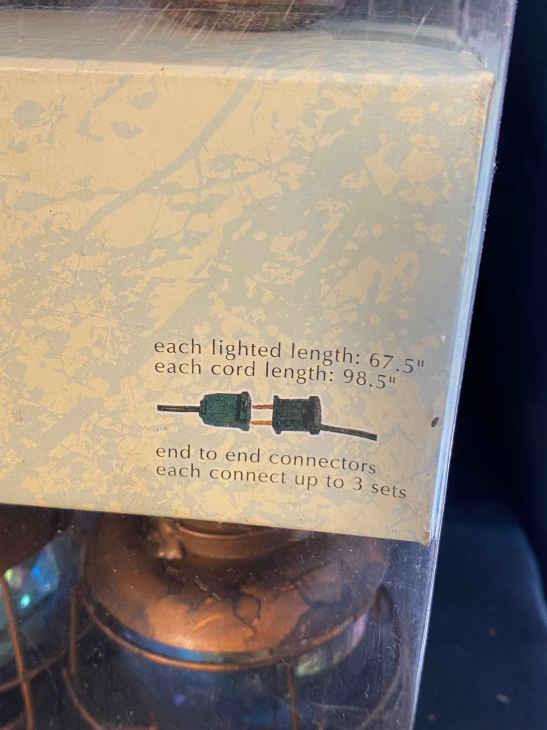 each lighted length: 67.5"
each cord length: 98.5"
end to end connectors
each connect up to 3 sets